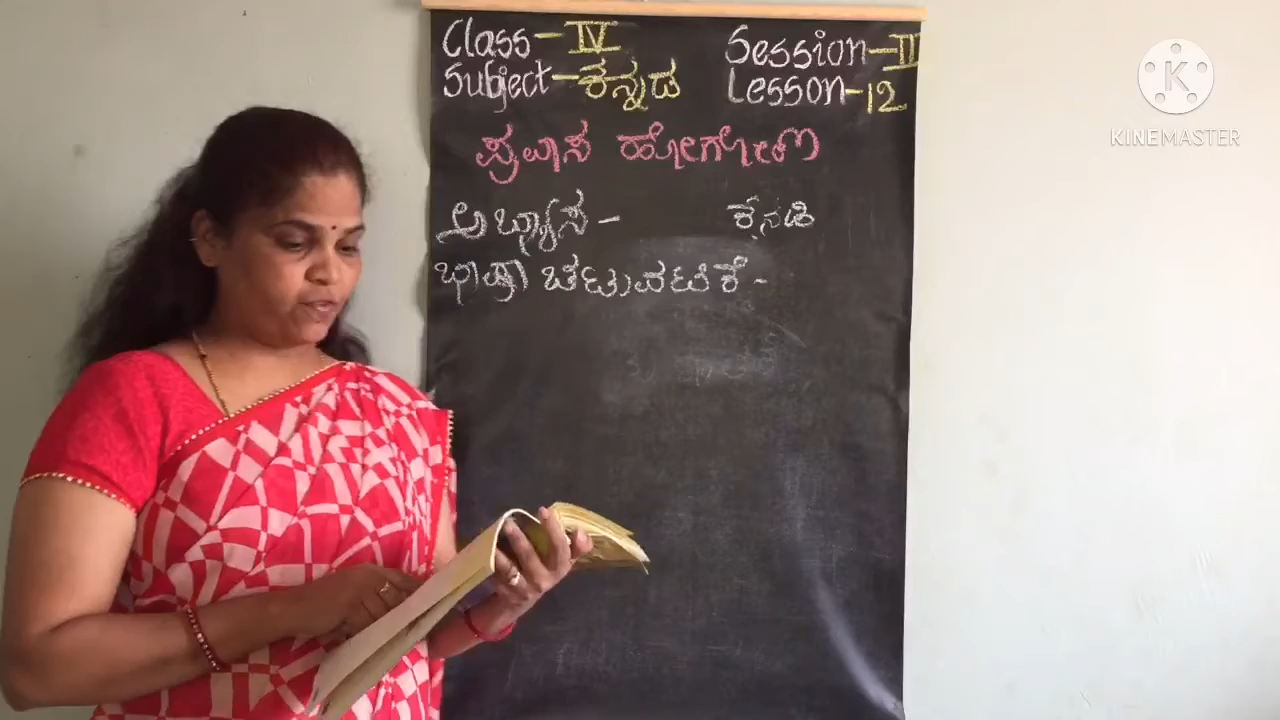 Class-IV Session-II
Subject-ಕನ್ನಡ Lesson-12
ಪ್ರವಾಸ ಹೋಗೋಣ
ಅಭ್ಯಾಸ-
ಭಾಷಾ ಚಟುವಟಿಕೆ-
KINEMASTER